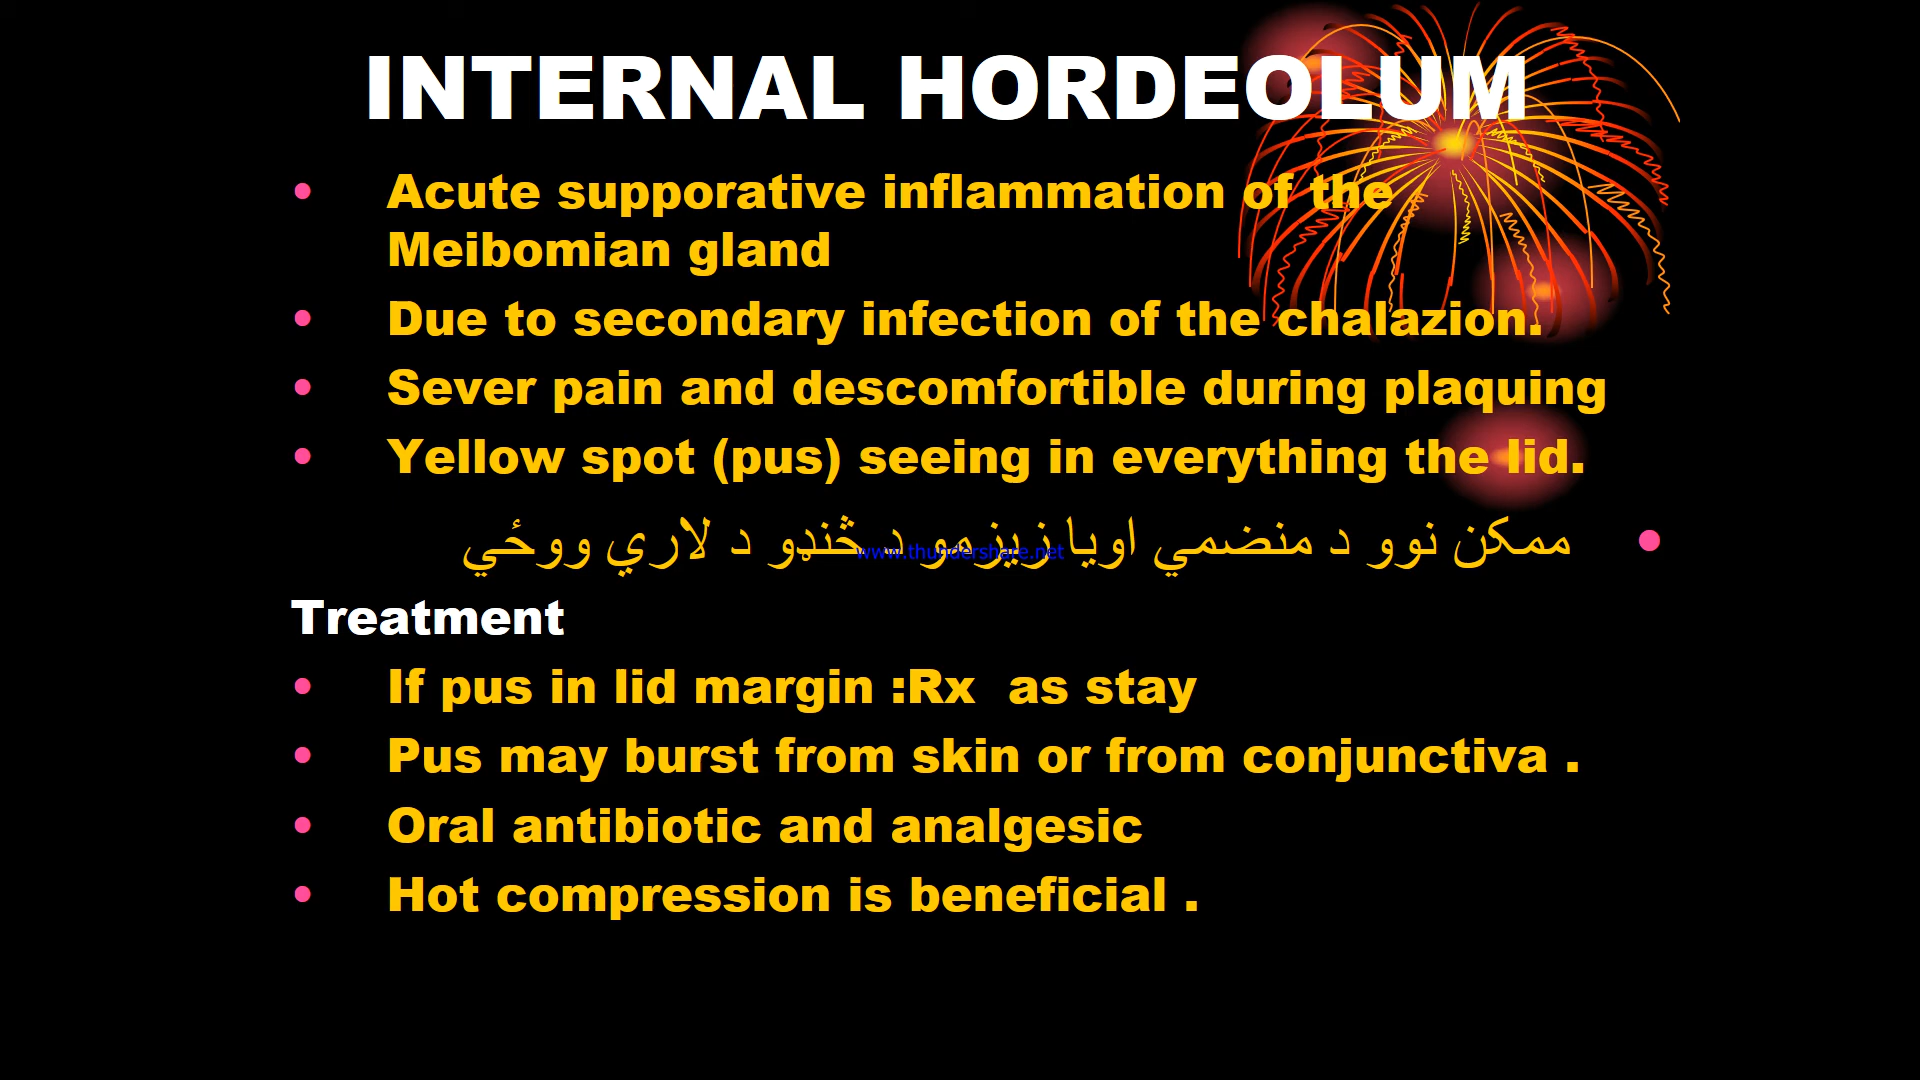 INTERNAL HORDEOLUM
• Acute supporative inflammation of the
Meibomian gland
• Due to secondary infection of the chalazion.
• Sever pain and descomfortible during plaquing
• Yellow spot (pus) seeing in everything the lid.
• ممکن نوو د منضمي اويا زيزمو د څنډو د لاري ووځي
www.thundershare.net
Treatment
• If pus in lid margin :Rx  as stay
• Pus may burst from skin or from conjunctiva .
• Oral antibiotic and analgesic
• Hot compression is beneficial .